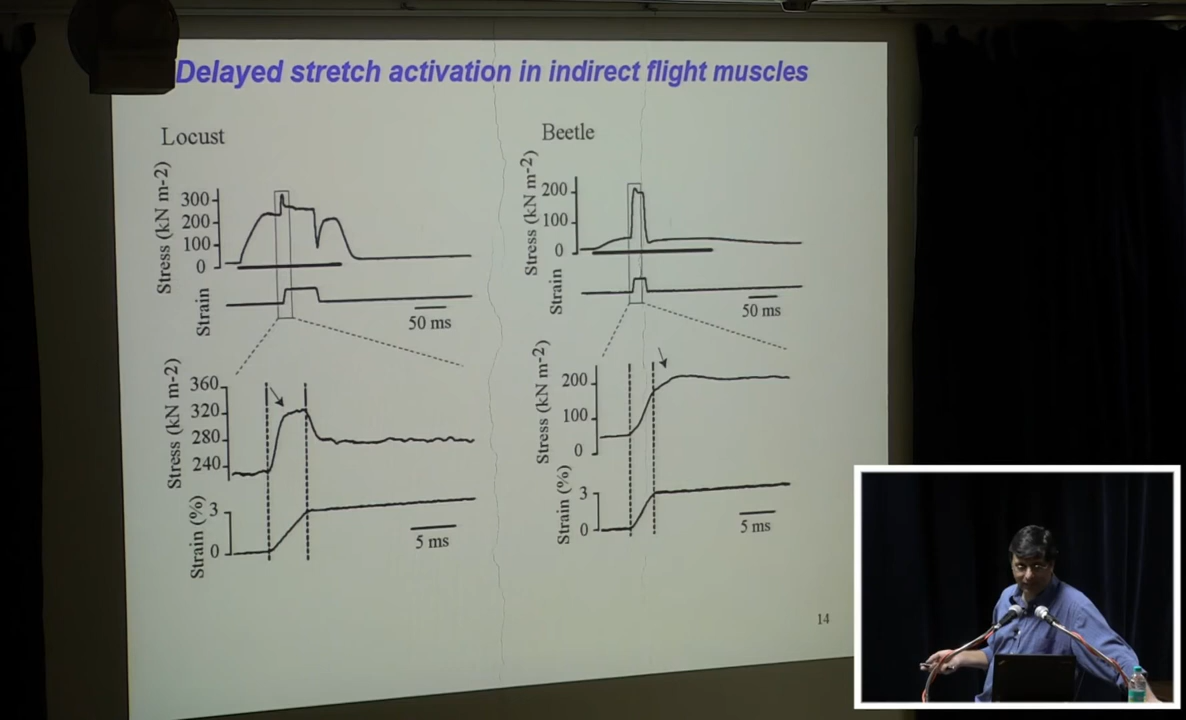 Delayed stretch activation in indirect flight muscles
Locust
Stress (kN m-2)
300
200
100
0
Strain
50 ms
Stress (kN m-2)
360
320
280
240
Strain (%)
3
0
5 ms
Beetle
Stress (kN m-2)
200
100
0
Strain
50 ms
Stress (kN m-2)
200
100
0
Strain (%)
3
0
5 ms
14